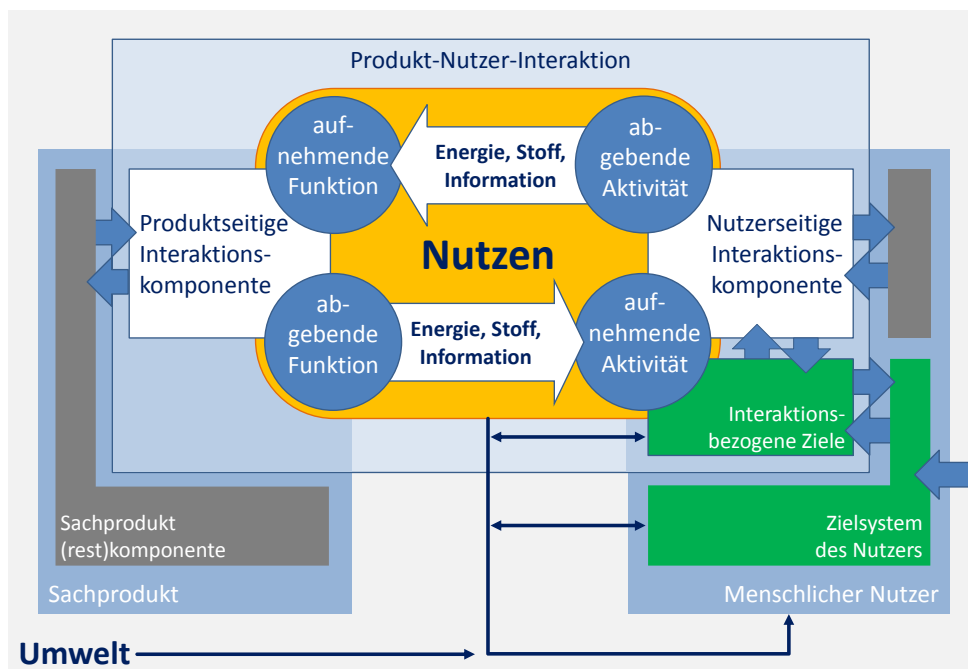 Produkt-Nutzer-Interaktion
auf-
nehmende
Funktion
Energie, Stoff,
Information
ab-
gebende
Aktivität
Produktseitige
Interaktions-
komponente
Nutzen
Nutzerseitige
Interaktions-
komponente
ab-
gebende
Funktion
Energie, Stoff,
Information
auf-
nehmende
Aktivität
Interaktions-
bezogene Ziele
Sachprodukt
(rest)komponente
Zielsystem
des Nutzers
Sachprodukt
Menschlicher Nutzer
Umwelt